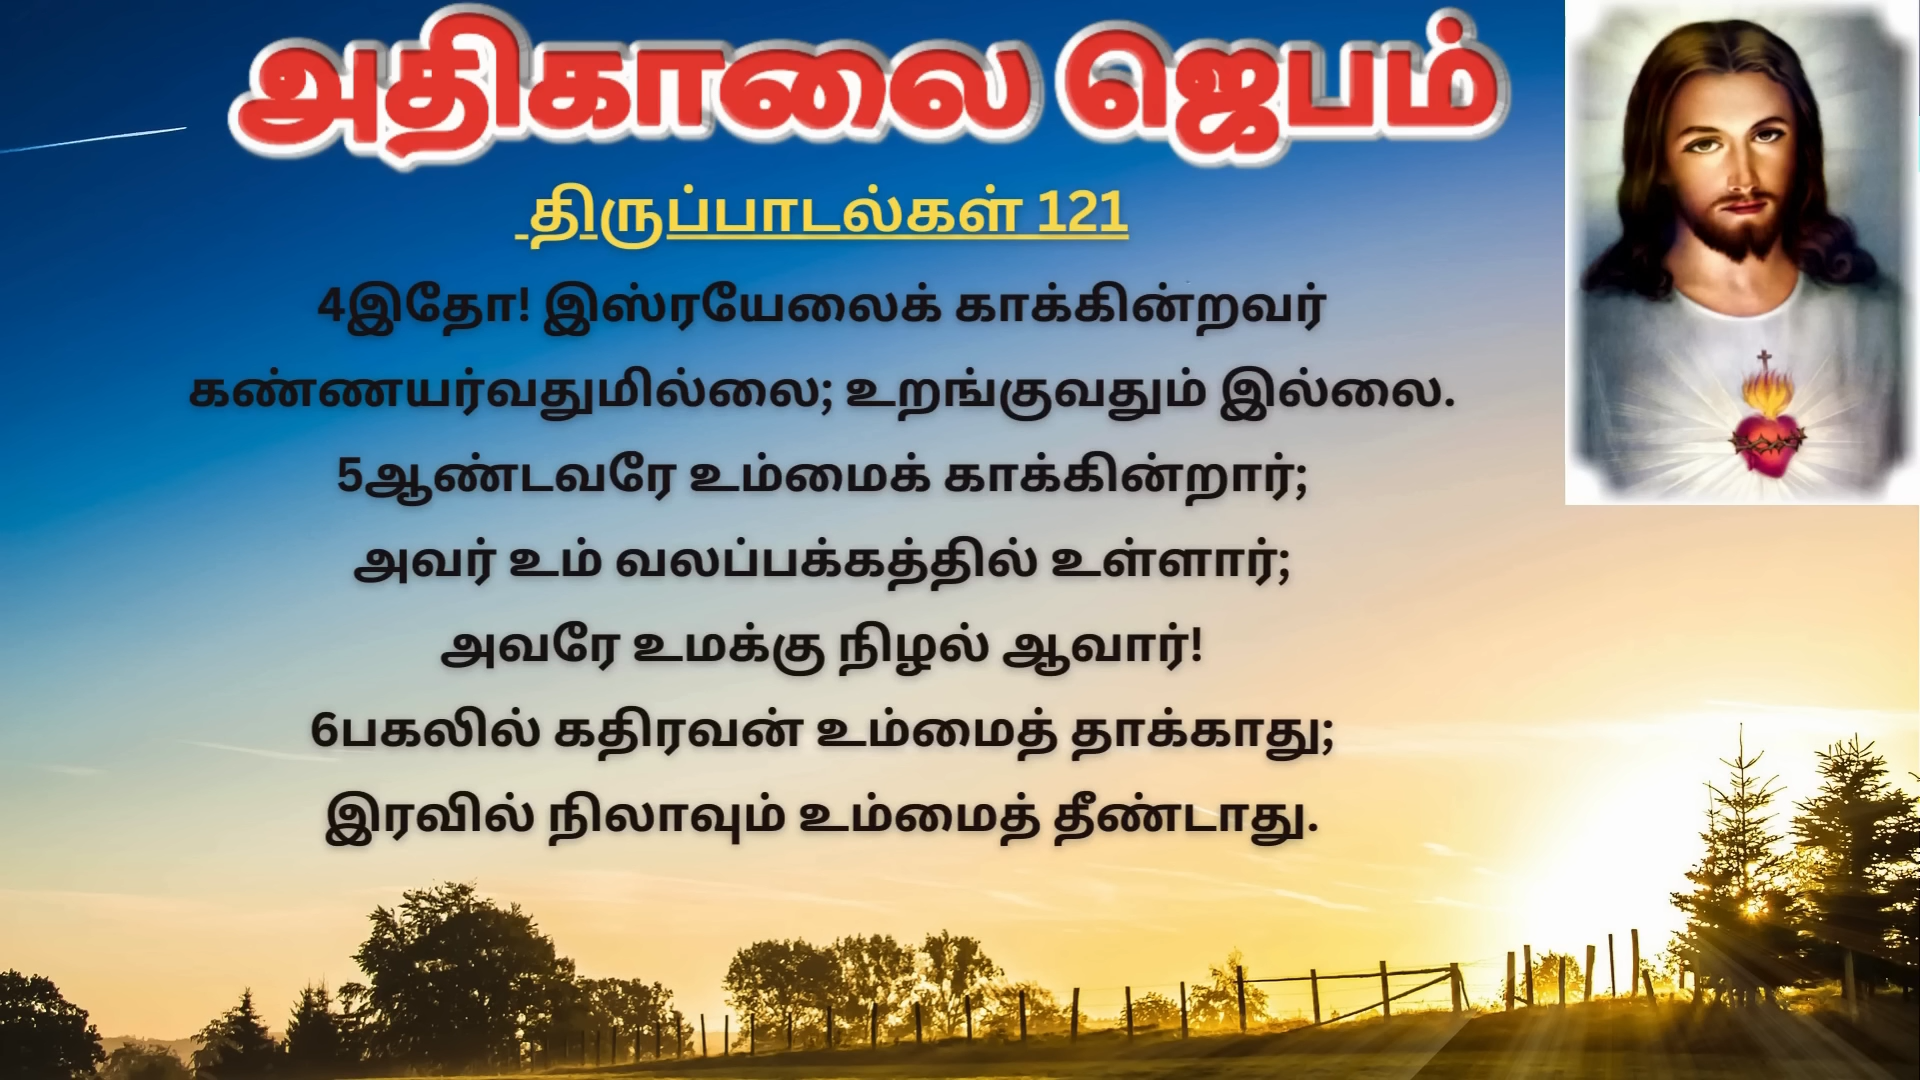 அதிகாலை ஜெபம்
திருப்பாடல்கள் 121
4இதோ! இஸ்ரயேலைக் காக்கின்றவர்
கண்ணயர்வதுமில்லை; உறங்குவதும் இல்லை.
5ஆண்டவரே உம்மைக் காக்கின்றார்;
அவர் உம் வலப்பக்கத்தில் உள்ளார்;
அவரே உமக்கு நிழல் ஆவார்!
6பகலில் கதிரவன் உம்மைத் தாக்காது;
இரவில் நிலாவும் உம்மைத் தீண்டாது.